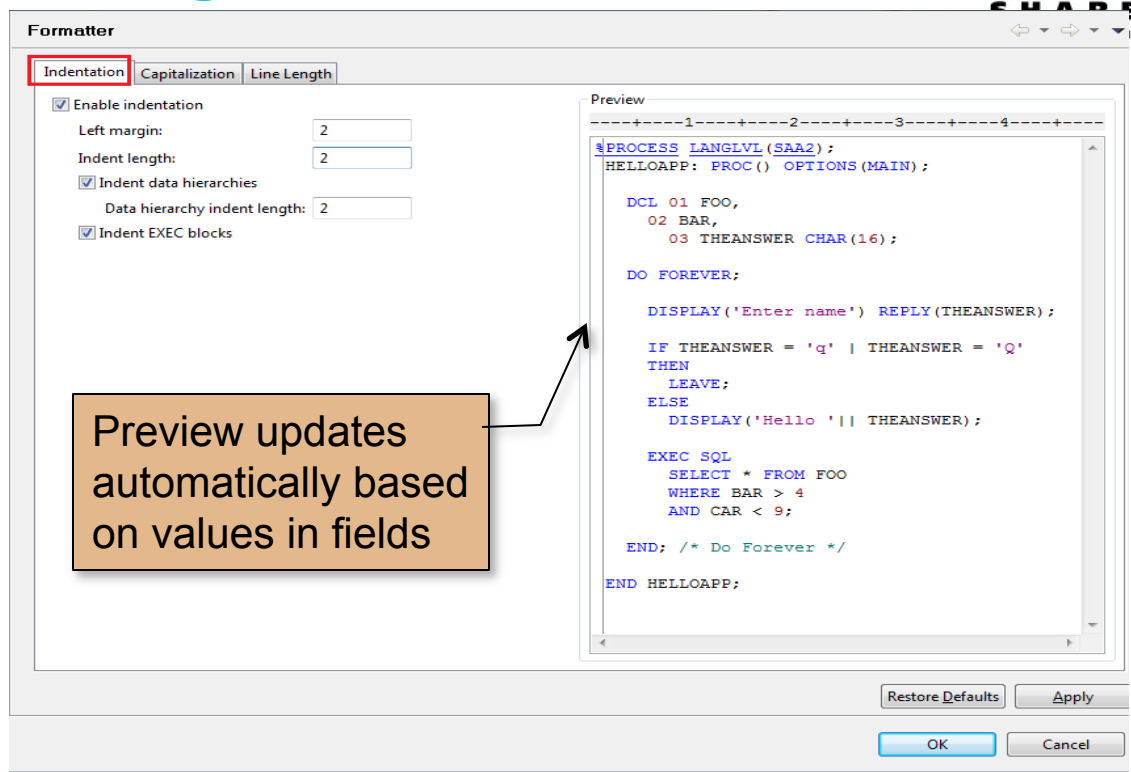 SHARE
Formatter
Indentation Capitalization Line Length
Enable indentation
Left margin: 2
Indent length: 2
Indent data hierarchies
Data hierarchy indent length: 2
Indent EXEC blocks
Preview
----+----1----+----2----+----3----+----4----+----
%PROCESS LANGLVL(SAA2);
HELLOAPP: PROC() OPTIONS(MAIN);
DCL 01 FOO,
02 BAR,
03 THEANSWER CHAR(16);
DO FOREVER;
DISPLAY('Enter name') REPLY(THEANSWER);
IF THEANSWER = 'q' | THEANSWER = 'Q'
THEN
LEAVE;
ELSE
DISPLAY('Hello '|| THEANSWER);
EXEC SQL
SELECT * FROM FOO
WHERE BAR > 4
AND CAR < 9;
END; /* Do Forever */
END HELLOAPP;
Preview updates
automatically based
on values in fields
Restore Defaults Apply
OK Cancel